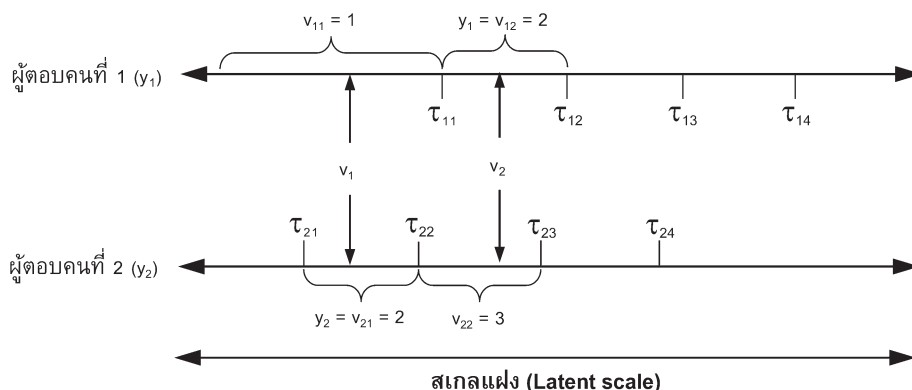 v₁₁ = 1
y₁ = v₁₂ = 2
ผู้ตอบคนที่ 1 (y₁)
τ₁₁
τ₁₂
τ₁₃
τ₁₄
v₁
v₂
τ₂₁
τ₂₂
τ₂₃
τ₂₄
ผู้ตอบคนที่ 2 (y₂)
y₂ = v₂₁ = 2
v₂₂ = 3
สเกลแฝง (Latent scale)